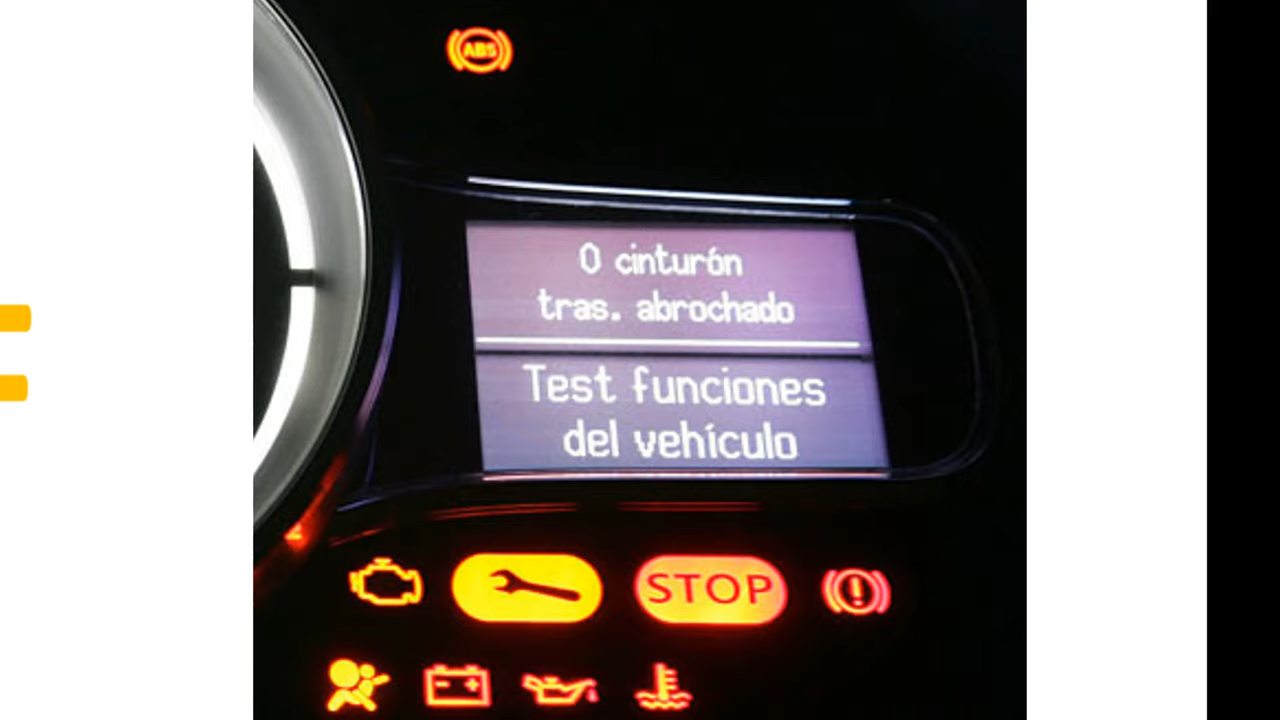 ABS
0 cinturón
tras. abrochado
Test funciones
del vehículo
STOP